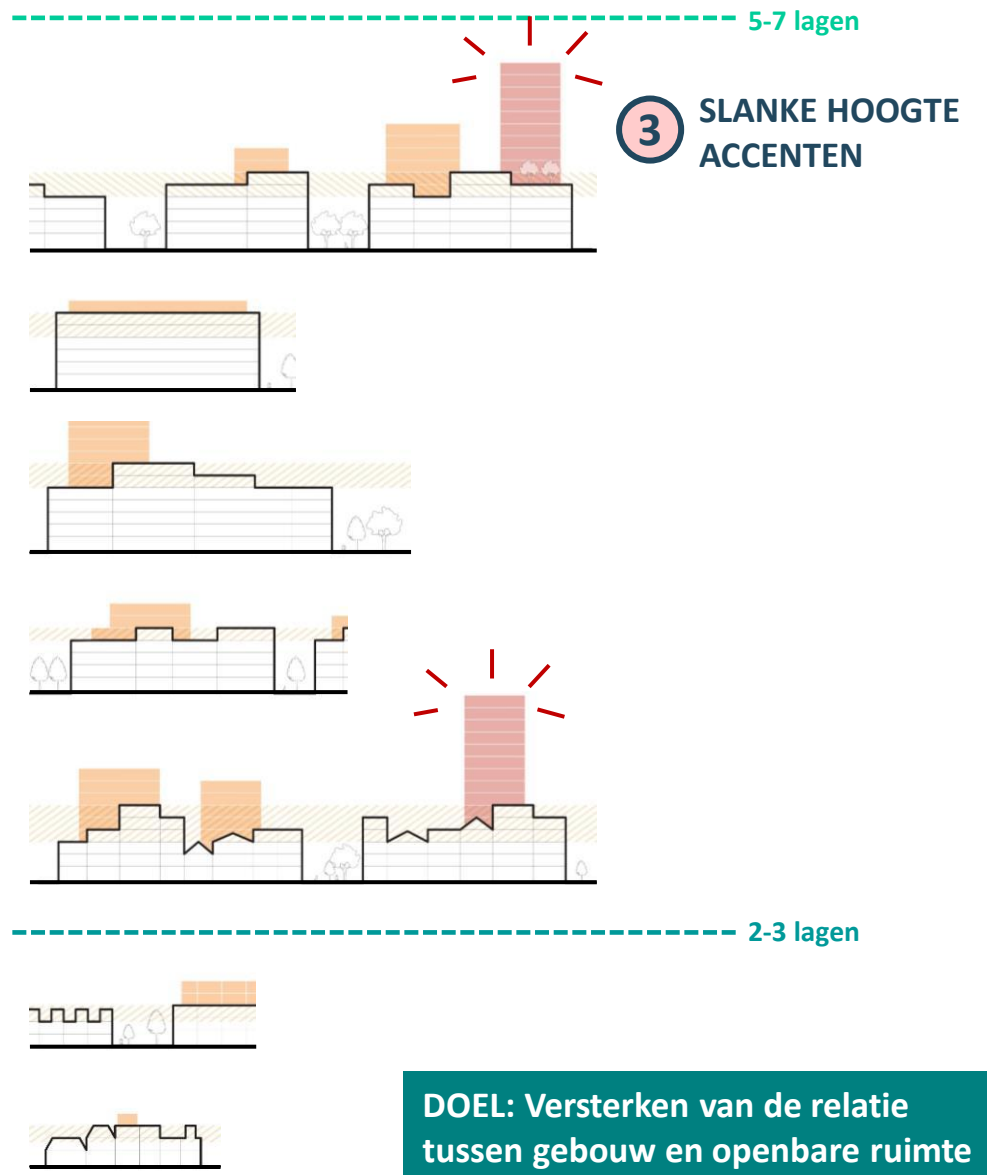 5-7 lagen
3
SLANKE HOOGTE
ACCENTEN
2-3 lagen
DOEL: Versterken van de relatie
tussen gebouw en openbare ruimte